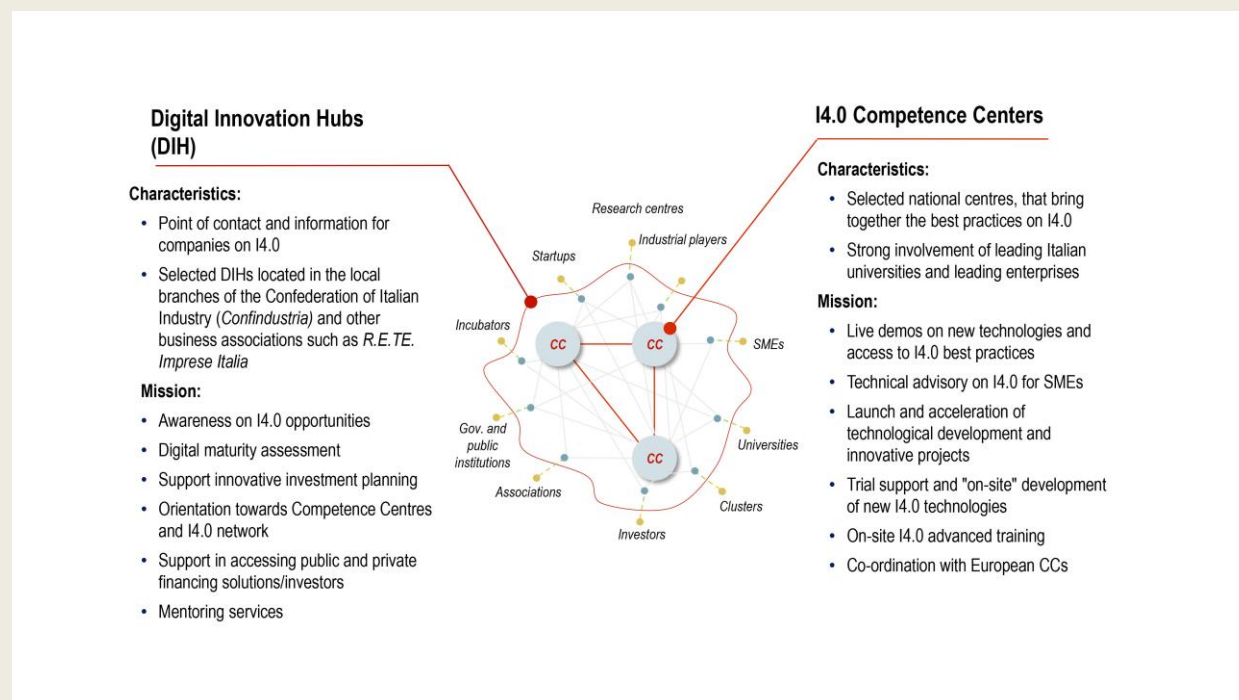 Digital Innovation Hubs
(DIH)
Characteristics:
• Point of contact and information for
companies on I4.0
• Selected DIHs located in the local
branches of the Confederation of Italian
Industry (Confindustria) and other
business associations such as R.E.TE.
Imprese Italia
Mission:
• Awareness on I4.0 opportunities
• Digital maturity assessment
• Support innovative investment planning
• Orientation towards Competence Centres
and I4.0 network
• Support in accessing public and private
financing solutions/investors
• Mentoring services
Research centres
Industrial players
Startups
Incubators
CC
CC
SMEs
Gov. and
public
institutions
CC
Universities
Associations
Clusters
Investors
I4.0 Competence Centers
Characteristics:
• Selected national centres, that bring
together the best practices on I4.0
• Strong involvement of leading Italian
universities and leading enterprises
Mission:
• Live demos on new technologies and
access to I4.0 best practices
• Technical advisory on I4.0 for SMEs
• Launch and acceleration of
technological development and
innovative projects
• Trial support and "on-site" development
of new I4.0 technologies
• On-site I4.0 advanced training
• Co-ordination with European CCs